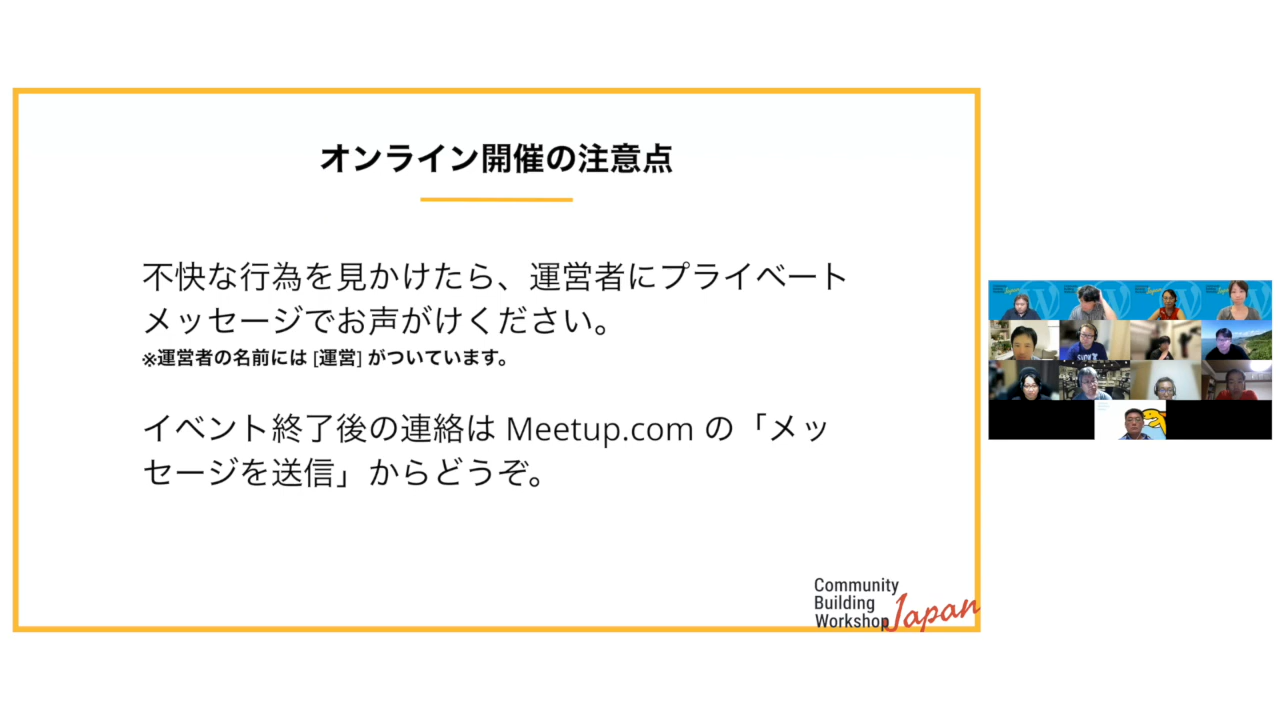 オンライン開催の注意点
不快な行為を見かけたら、運営者にプライベート
メッセージでお声がけください。
※運営者の名前には [運営] がついています。
イベント終了後の連絡は Meetup.com の「メッ
セージを送信」からどうぞ。
Community
Building
Workshop
Japan